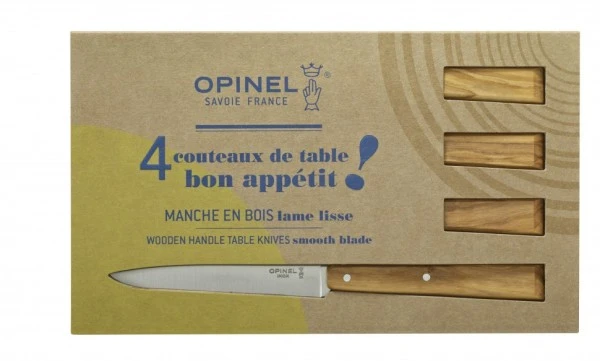 OPINEL
SAVOIE FRANCE
4 couteaux de table
bon appétit !
MANCHE EN BOIS lame lisse
WOODEN HANDLE TABLE KNIVES smooth blade
OPINEL